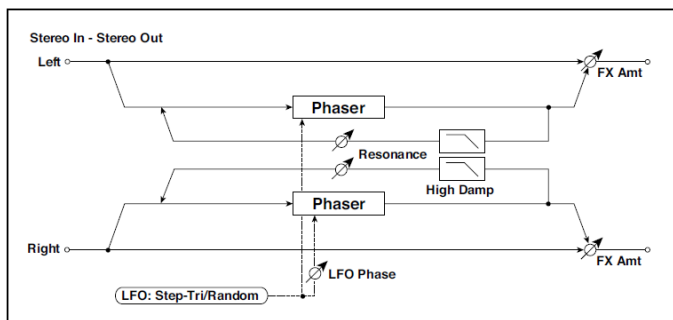 Stereo In - Stereo Out
Left
FX Amt
Phaser
Resonance
High Damp
Phaser
Right
FX Amt
LFO Phase
LFO: Step-Tri/Random